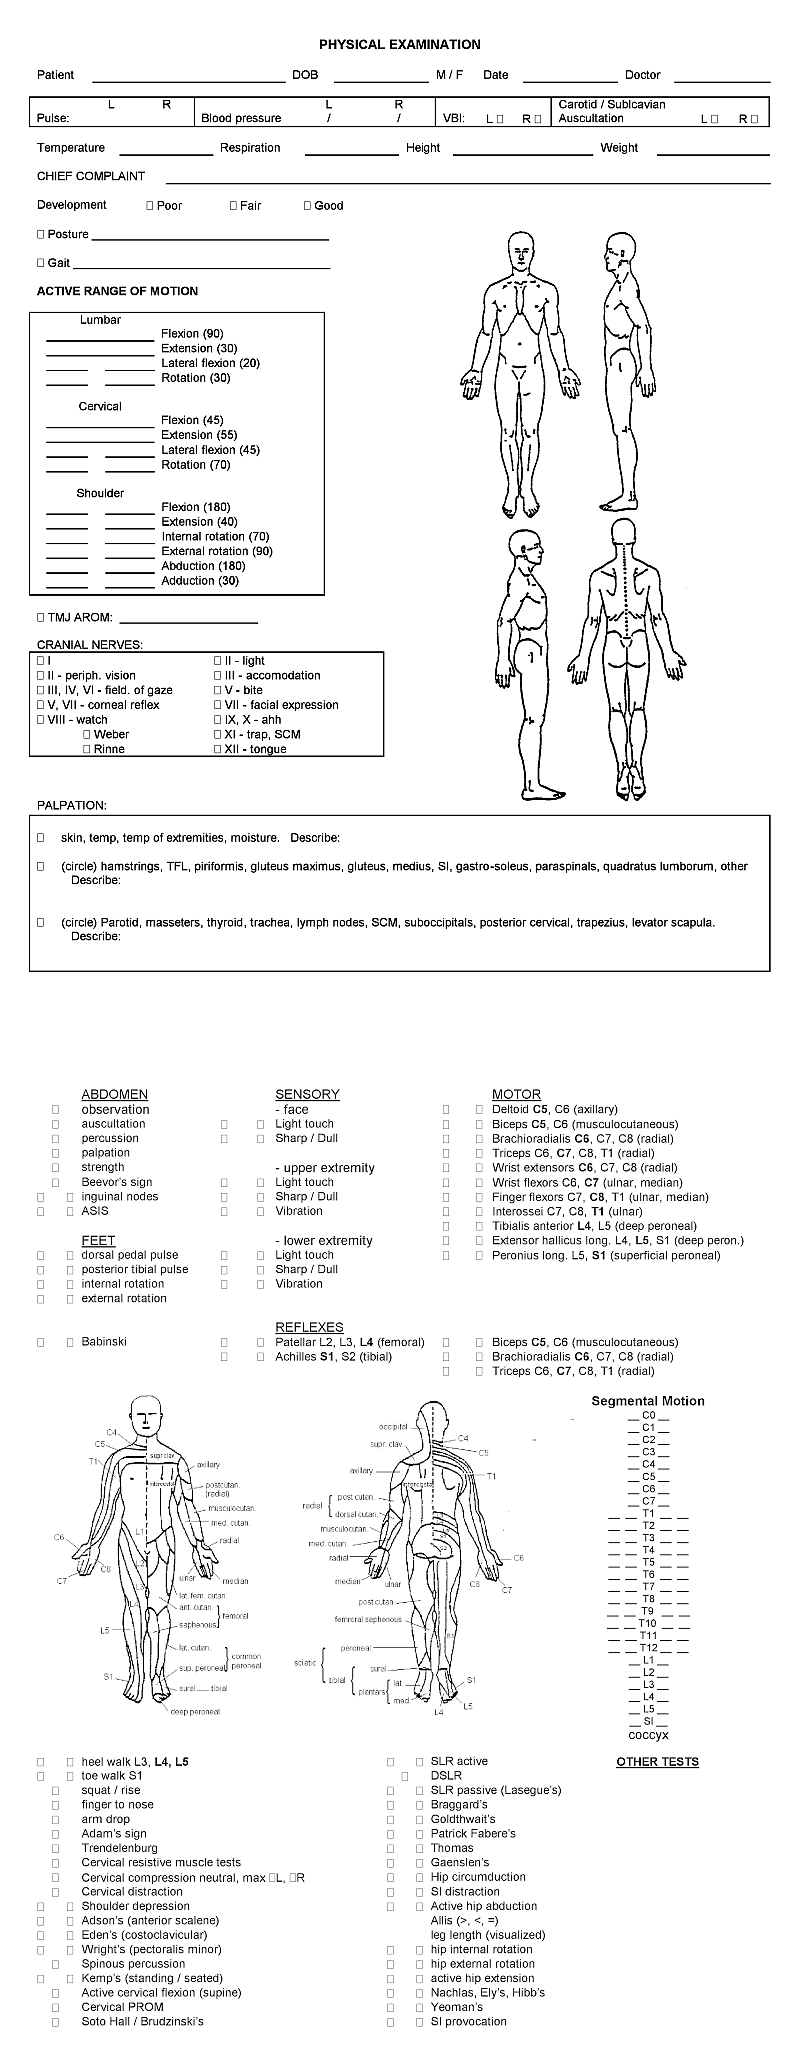 PHYSICAL EXAMINATION
Patient DOB M / F Date Doctor
L R L R Carotid / Sublcavian
Pulse: Blood pressure / / VBI: L R Auscultation L R
Temperature Respiration Height Weight
CHIEF COMPLAINT
Development Poor Fair Good
Posture
Gait
ACTIVE RANGE OF MOTION
Lumbar
Flexion (90)
Extension (30)
Lateral flexion (20)
Rotation (30)
Cervical
Flexion (45)
Extension (55)
Lateral flexion (45)
Rotation (70)
Shoulder
Flexion (180)
Extension (40)
Internal rotation (70)
External rotation (90)
Abduction (180)
Adduction (30)
TMJ AROM:
CRANIAL NERVES:
I II - light
II - periph. vision III - accomodation
III, IV, VI - field. of gaze V - bite
V, VII - corneal reflex VII - facial expression
VIII - watch IX, X - ahh
Weber XI - trap, SCM
Rinne XII - tongue
PALPATION:
skin, temp, temp of extremities, moisture. Describe:
(circle) hamstrings, TFL, piriformis, gluteus maximus, gluteus, medius, SI, gastro-soleus, paraspinals, quadratus lumborum, other
Describe:
(circle) Parotid, masseters, thyroid, trachea, lymph nodes, SCM, suboccipitals, posterior cervical, trapezius, levator scapula.
Describe:
ABDOMEN
observation
auscultation
percussion
palpation
strength
Beevor's sign
inguinal nodes
ASIS
FEET
dorsal pedal pulse
posterior tibial pulse
internal rotation
external rotation
Babinski
SENSORY
- face
Light touch
Sharp / Dull
- upper extremity
Light touch
Sharp / Dull
Vibration
- lower extremity
Light touch
Sharp / Dull
Vibration
REFLEXES
Patellar L2, L3, L4 (femoral)
Achilles S1, S2 (tibial)
MOTOR
Deltoid C5, C6 (axillary)
Biceps C5, C6 (musculocutaneous)
Brachioradialis C6, C7, C8 (radial)
Triceps C6, C7, C8, T1 (radial)
Wrist extensors C6, C7, C8 (radial)
Wrist flexors C6, C7 (ulnar, median)
Finger flexors C7, C8, T1 (ulnar, median)
Interossei C7, C8, T1 (ulnar)
Tibialis anterior L4, L5 (deep peroneal)
Extensor hallicus long. L4, L5, S1 (deep peron.)
Peronius long. L5, S1 (superficial peroneal)
Biceps C5, C6 (musculocutaneous)
Brachioradialis C6, C7, C8 (radial)
Triceps C6, C7, C8, T1 (radial)
C4
C5
T1
C6
C7
C8
L1
L2
L3
L4
L5
S1
supr.clav.
intercostal
axillary
postcutan.
(radial)
musculocutan.
med. cutan.
radial
ulnar
median
lat. fem. cutan.
ant. cutan.
saphenous
femoral
lat. cutan.
sup. peroneal
common
peroneal
sural
tibial
deep peroneal
occipital
supr. clav.
axillary
intercostal
radial
post cutan.
dorsal cutan.
musculocutan.
med. cutan.
radial
median
ulnar
post cutan.
femroral saphenous
peroneal
sciatic
sural
tibial
plantars
lat.
med.
C4
C5
T1
C6
C8
C7
S1
L5
L4
Segmental Motion
C0
C1
C2
C3
C4
C5
C6
C7
T1
T2
T3
T4
T5
T6
T7
T8
T9
T10
T11
T12
L1
L2
L3
L4
L5
SI
coccyx
heel walk L3, L4, L5
toe walk S1
squat / rise
finger to nose
arm drop
Adam's sign
Trendelenburg
Cervical resistive muscle tests
Cervical compression neutral, max L, R
Cervical distraction
Shoulder depression
Adson's (anterior scalene)
Eden's (costoclavicular)
Wright's (pectoralis minor)
Spinous percussion
Kemp's (standing / seated)
Active cervical flexion (supine)
Cervical PROM
Soto Hall / Brudzinski's
SLR active
DSLR
SLR passive (Lasegue's)
Braggard's
Goldthwait's
Patrick Fabere's
Thomas
Gaenslen's
Hip circumduction
SI distraction
Active hip abduction
Allis (>, <, =)
leg length (visualized)
hip internal rotation
hip external rotation
active hip extension
Nachlas, Ely's, Hibb's
Yeoman's
SI provocation
OTHER TESTS